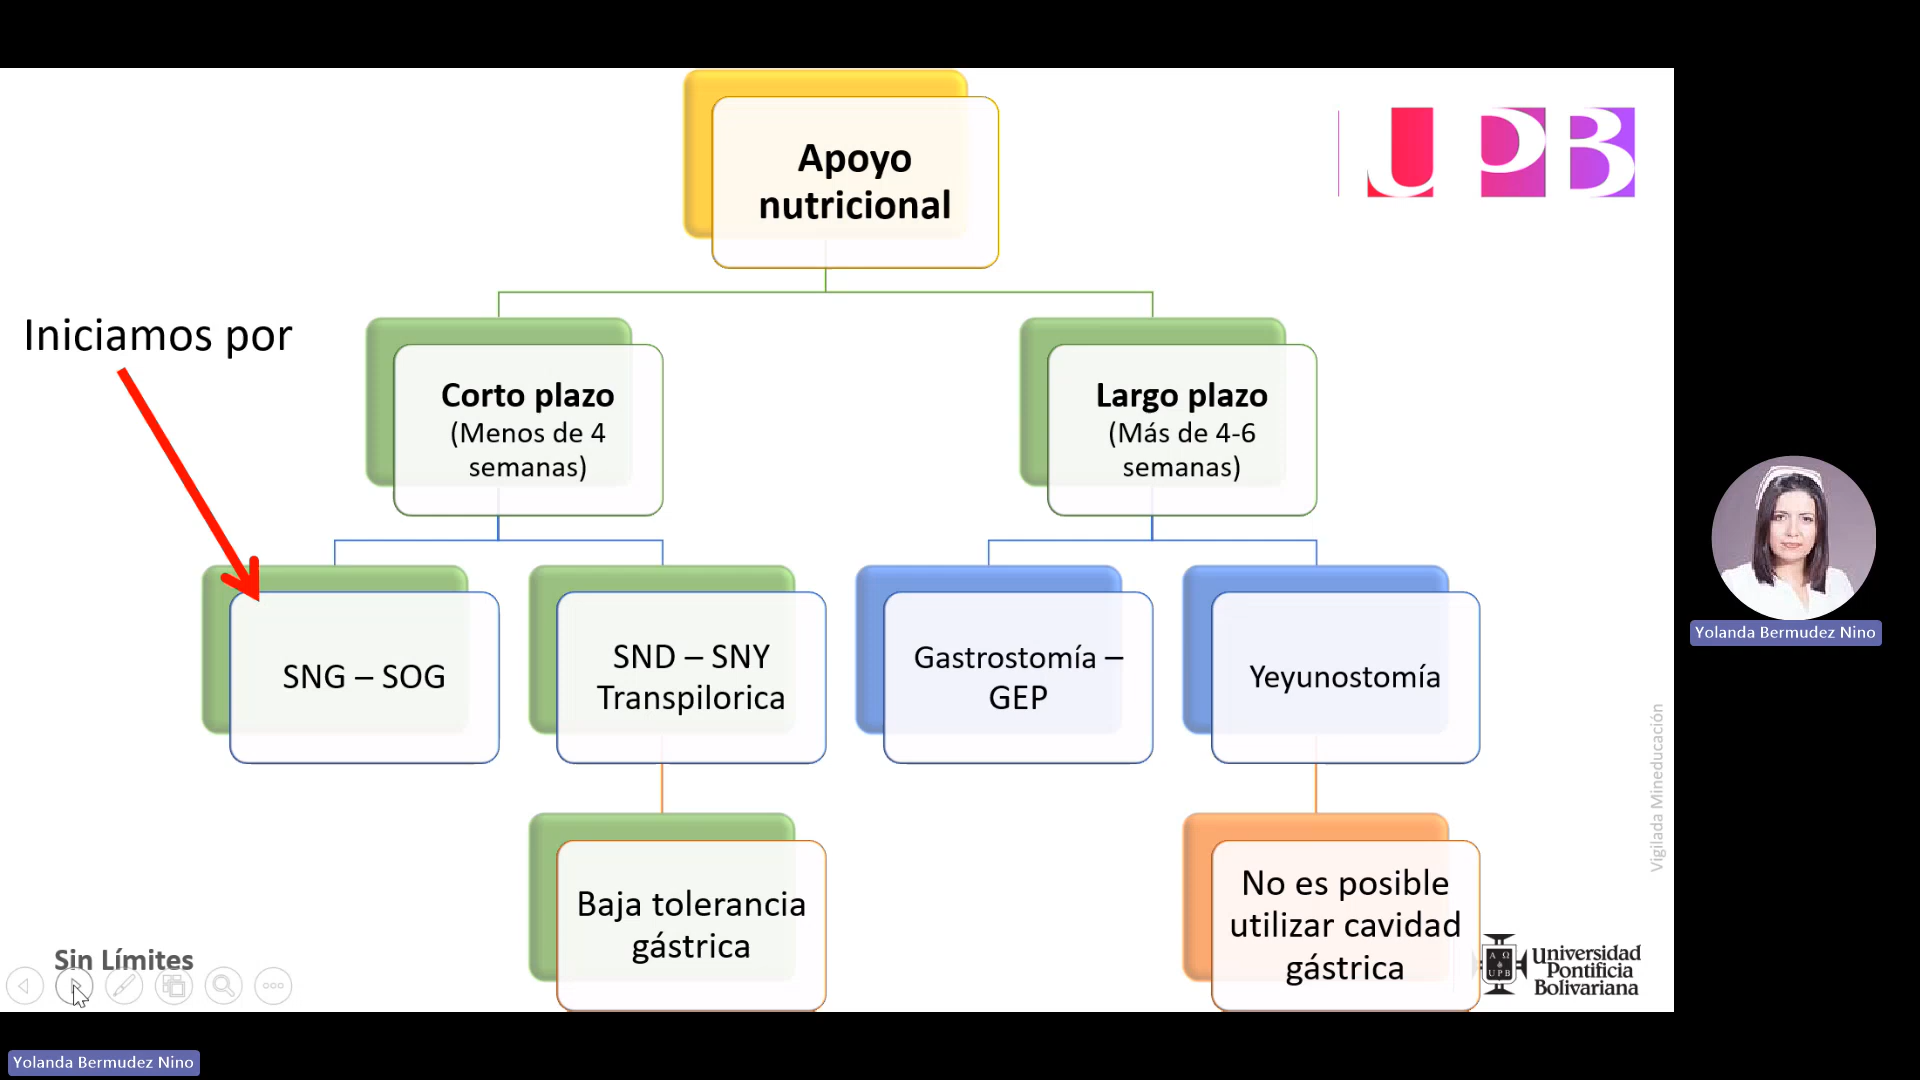 Apoyo
nutricional
UPB
Iniciamos por
Corto plazo
(Menos de 4
semanas)
Largo plazo
(Más de 4-6
semanas)
SNG – SOG
SND – SNY
Transpilorica
Gastrostomía –
GEP
Yeyunostomía
Baja tolerancia
gástrica
No es posible
utilizar cavidad
gástrica
Vigilada Mineducación
Sin Límites
Α Ω
UPB
Universidad
Pontificia
Bolivariana
Yolanda Bermudez Nino
Yolanda Bermudez Nino